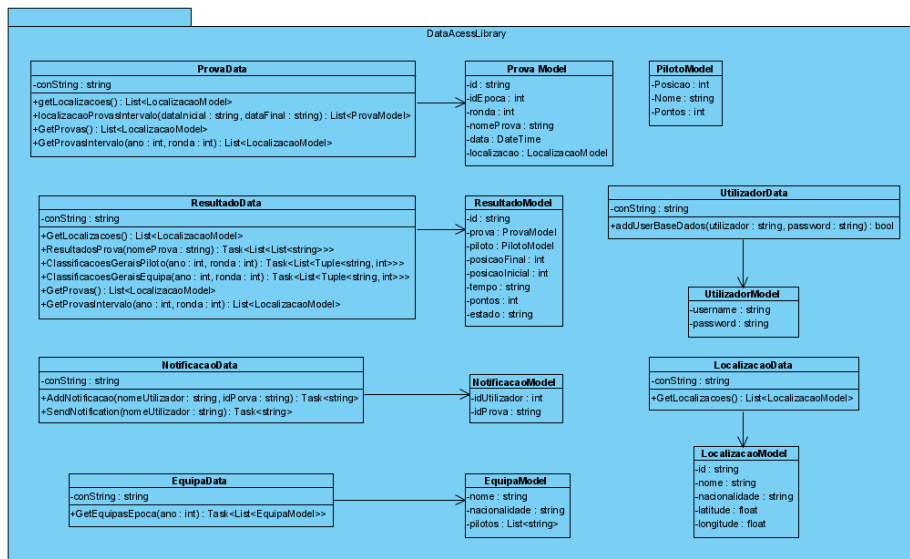 DataAcessLibrary
ProvaData
-conString : string
+getLocalizacoes() : List<LocalizacaoModel>
+localizacaoProvasIntervalo(dataInicial : string, dataFinal : string) : List<ProvaModel>
+GetProvas() : List<LocalizacaoModel>
+GetProvasIntervalo(ano : int, ronda : int) : List<LocalizacaoModel>
Prova Model
-id : string
-idEpoca : int
-ronda : int
-nomeProva : string
-data : DateTime
-localizacao : LocalizacaoModel
PilotoModel
-Posicao : int
-Nome : string
-Pontos : int
ResultadoData
-conString : string
+GetLocalizacoes() : List<LocalizacaoModel>
+ResultadosProva(nomeProva : string) : Task<List<List<string>>>
+ClassificacoesGeraisPiloto(ano : int, ronda : int) : Task<List<Tuple<string, int>>>
+ClassificacoesGeraisEquipa(ano : int, ronda : int) : Task<List<Tuple<string, int>>>
+GetProvas() : List<LocalizacaoModel>
+GetProvasIntervalo(ano : int, ronda : int) : List<LocalizacaoModel>
ResultadoModel
-id : string
-prova : ProvaModel
-piloto : PilotoModel
-posicaoFinal : int
-posicaoInicial : int
-tempo : string
-pontos : int
-estado : string
UtilizadorData
-conString : string
+addUserBaseDados(utilizador : string, password : string) : bool
UtilizadorModel
-username : string
-password : string
NotificacaoData
-conString : string
+AddNotificacao(nomeUtilizador : string, idPorva : string) : Task<string>
+SendNotification(nomeUtilizador : string) : Task<string>
NotificacaoModel
-idUtilizador : int
-idProva : string
LocalizacaoData
-conString : string
+GetLocalizacoes() : List<LocalizacaoModel>
LocalizacaoModel
-id : string
-nome : string
-nacionalidade : string
-latitude : float
-longitude : float
EquipaData
-conString : string
+GetEquipasEpoca(ano : int) : Task<List<EquipaModel>>
EquipaModel
-nome : string
-nacionalidade : string
-pilotos : List<string>